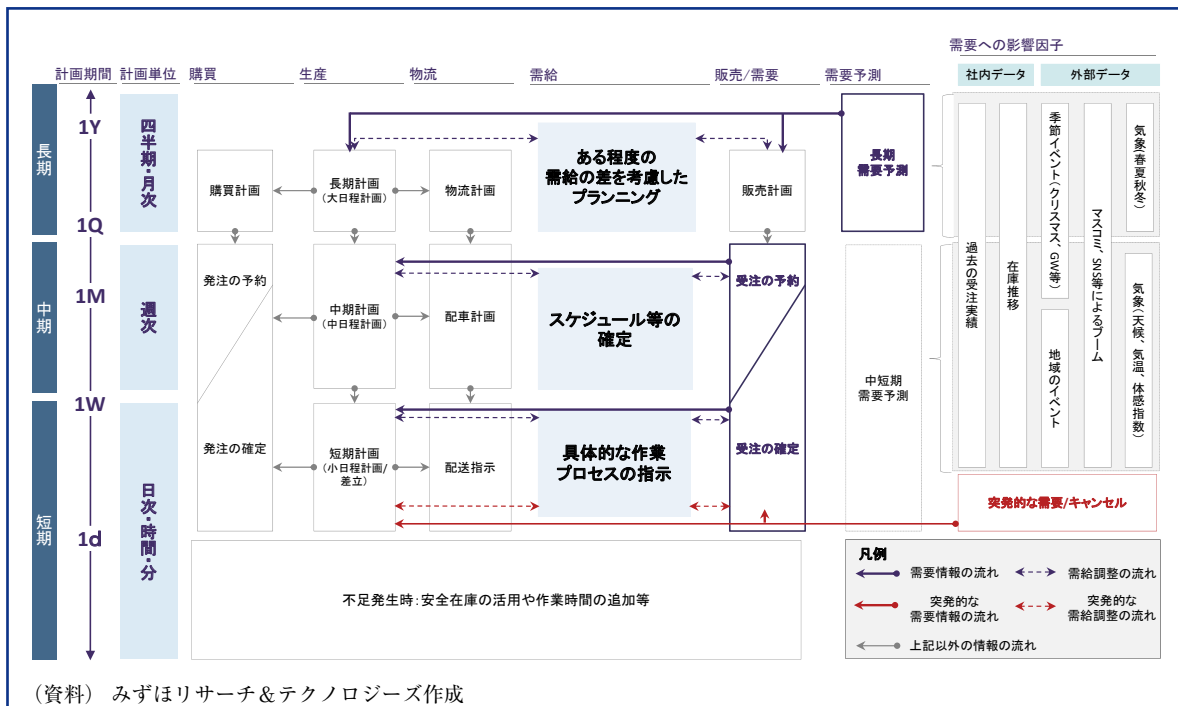 需要への影響因子
計画期間
計画単位
購買
生産
物流
需給
販売/需要
需要予測
社内データ
外部データ
長期
中期
短期
1Y
1Q
1M
1W
1d
四半期・月次
週次
日次・時間・分
購買計画
長期計画
(大日程計画)
物流計画
ある程度の
需給の差を考慮した
プランニング
販売計画
長期
需要予測
発注の予約
中期計画
(中日程計画)
配車計画
スケジュール等の
確定
受注の予約
発注の確定
短期計画
(小日程計画/
差立)
配送指示
具体的な作業
プロセスの指示
受注の確定
中短期
需要予測
過去の受注実績
在庫推移
季節イベント(クリスマス、GW等)
地域のイベント
マスコミ、SNS等によるブーム
気象(春夏秋冬)
気象(天候、気温、体感指数)
突発的な需要/キャンセル
不足発生時:安全在庫の活用や作業時間の追加等
凡例
需要情報の流れ
需給調整の流れ
突発的な
需要情報の流れ
突発的な
需給調整の流れ
上記以外の情報の流れ
(資料) みずほリサーチ&テクノロジーズ作成